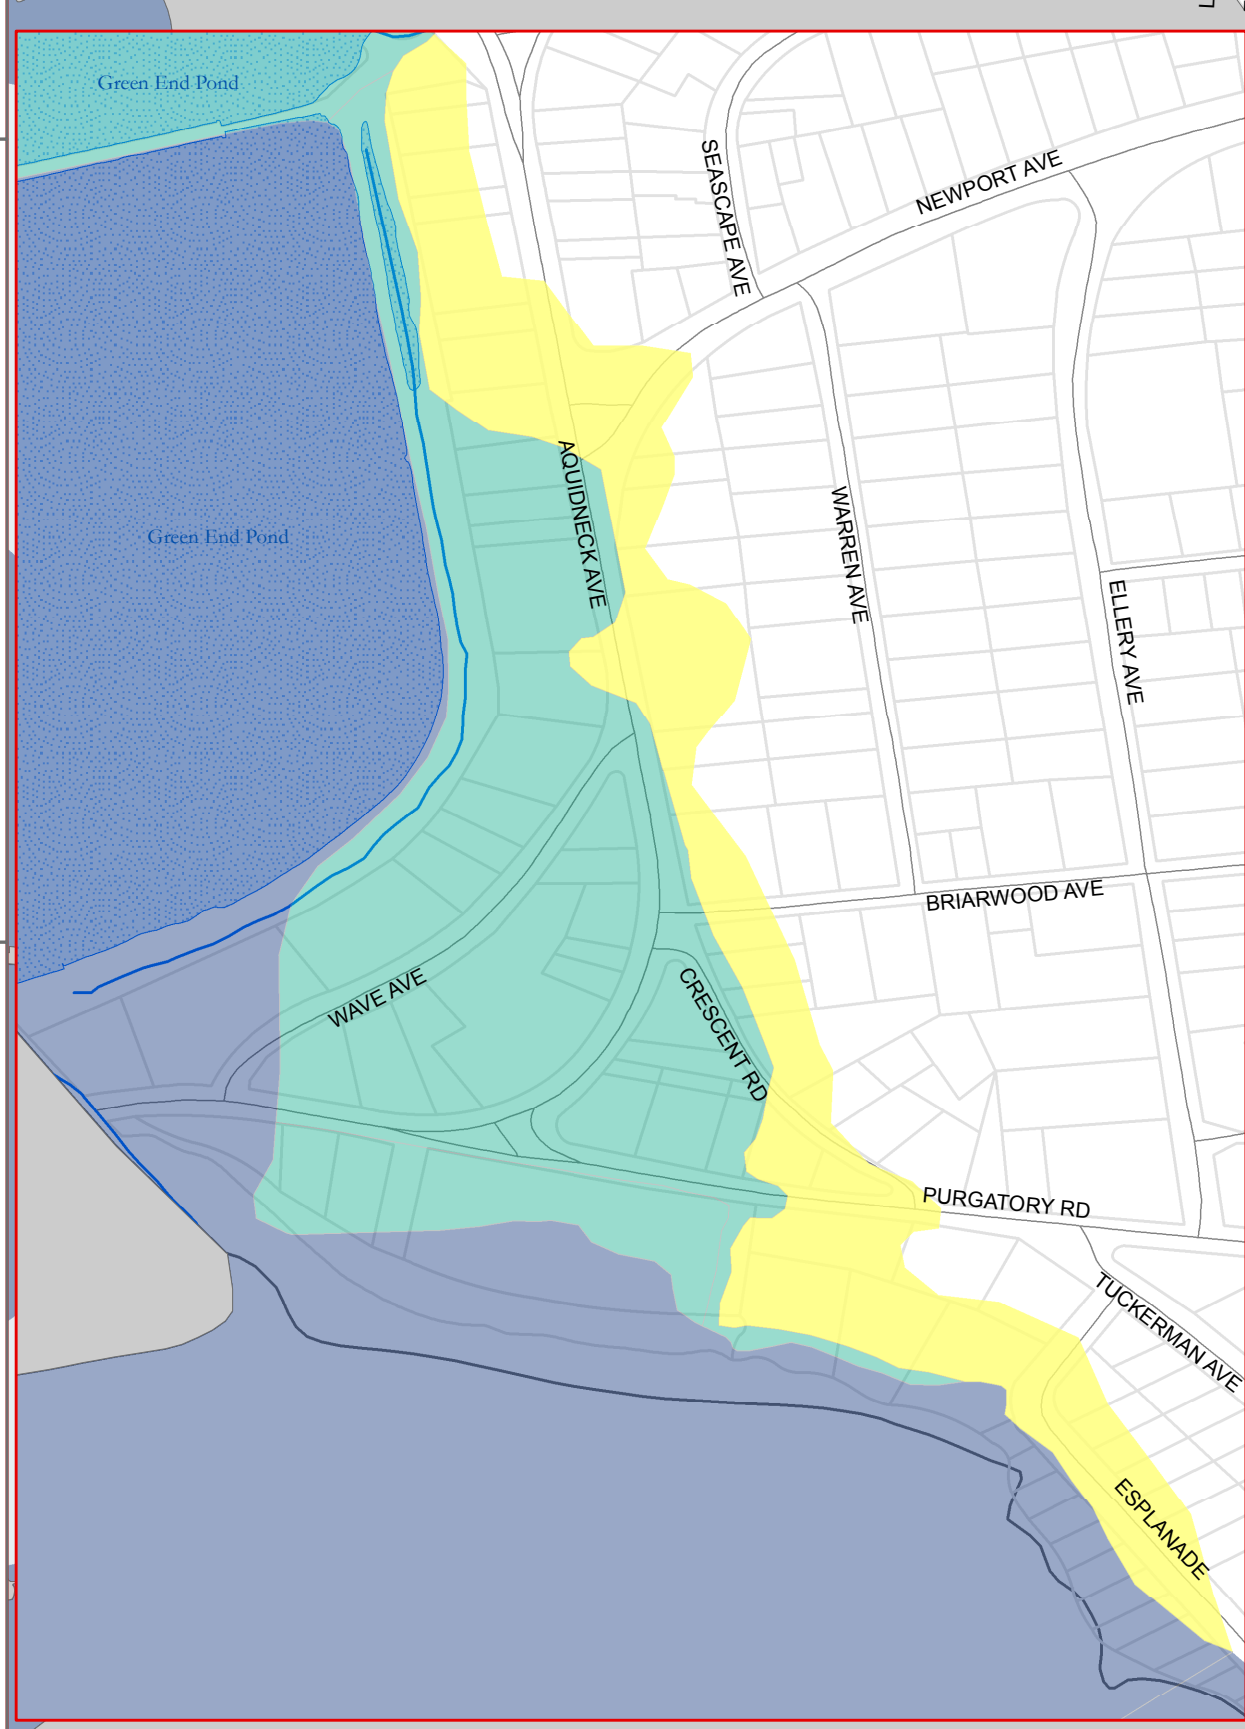 Green End Pond
SEASCAPE AVE
NEWPORT AVE
AQUIDNECK AVE
WARREN AVE
Green End Pond
ELLERY AVE
BRIARWOOD AVE
WAVE AVE
CRESCENT RD
PURGATORY RD
TUCKERMAN AVE
ESPLANADE